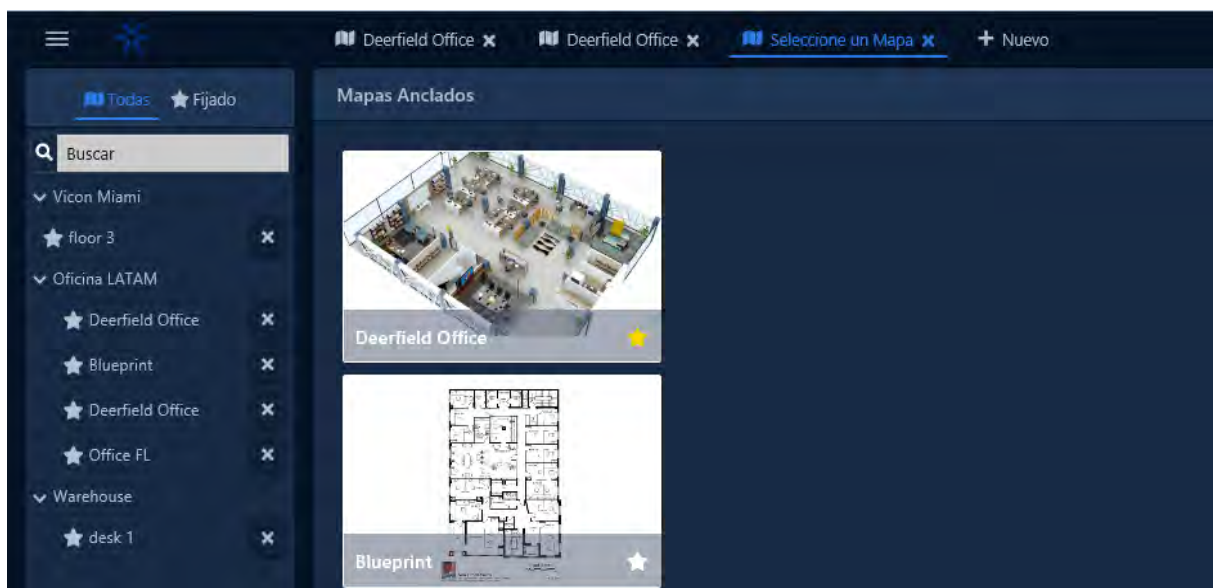 Deerfield Office
Deerfield Office
Seleccione un Mapa
Nuevo
Todas
Fijado
Mapas Anclados
Buscar
Vicon Miami
floor 3
Oficina LATAM
Deerfield Office
Blueprint
Deerfield Office
Office FL
Warehouse
desk 1
Deerfield Office
Blueprint